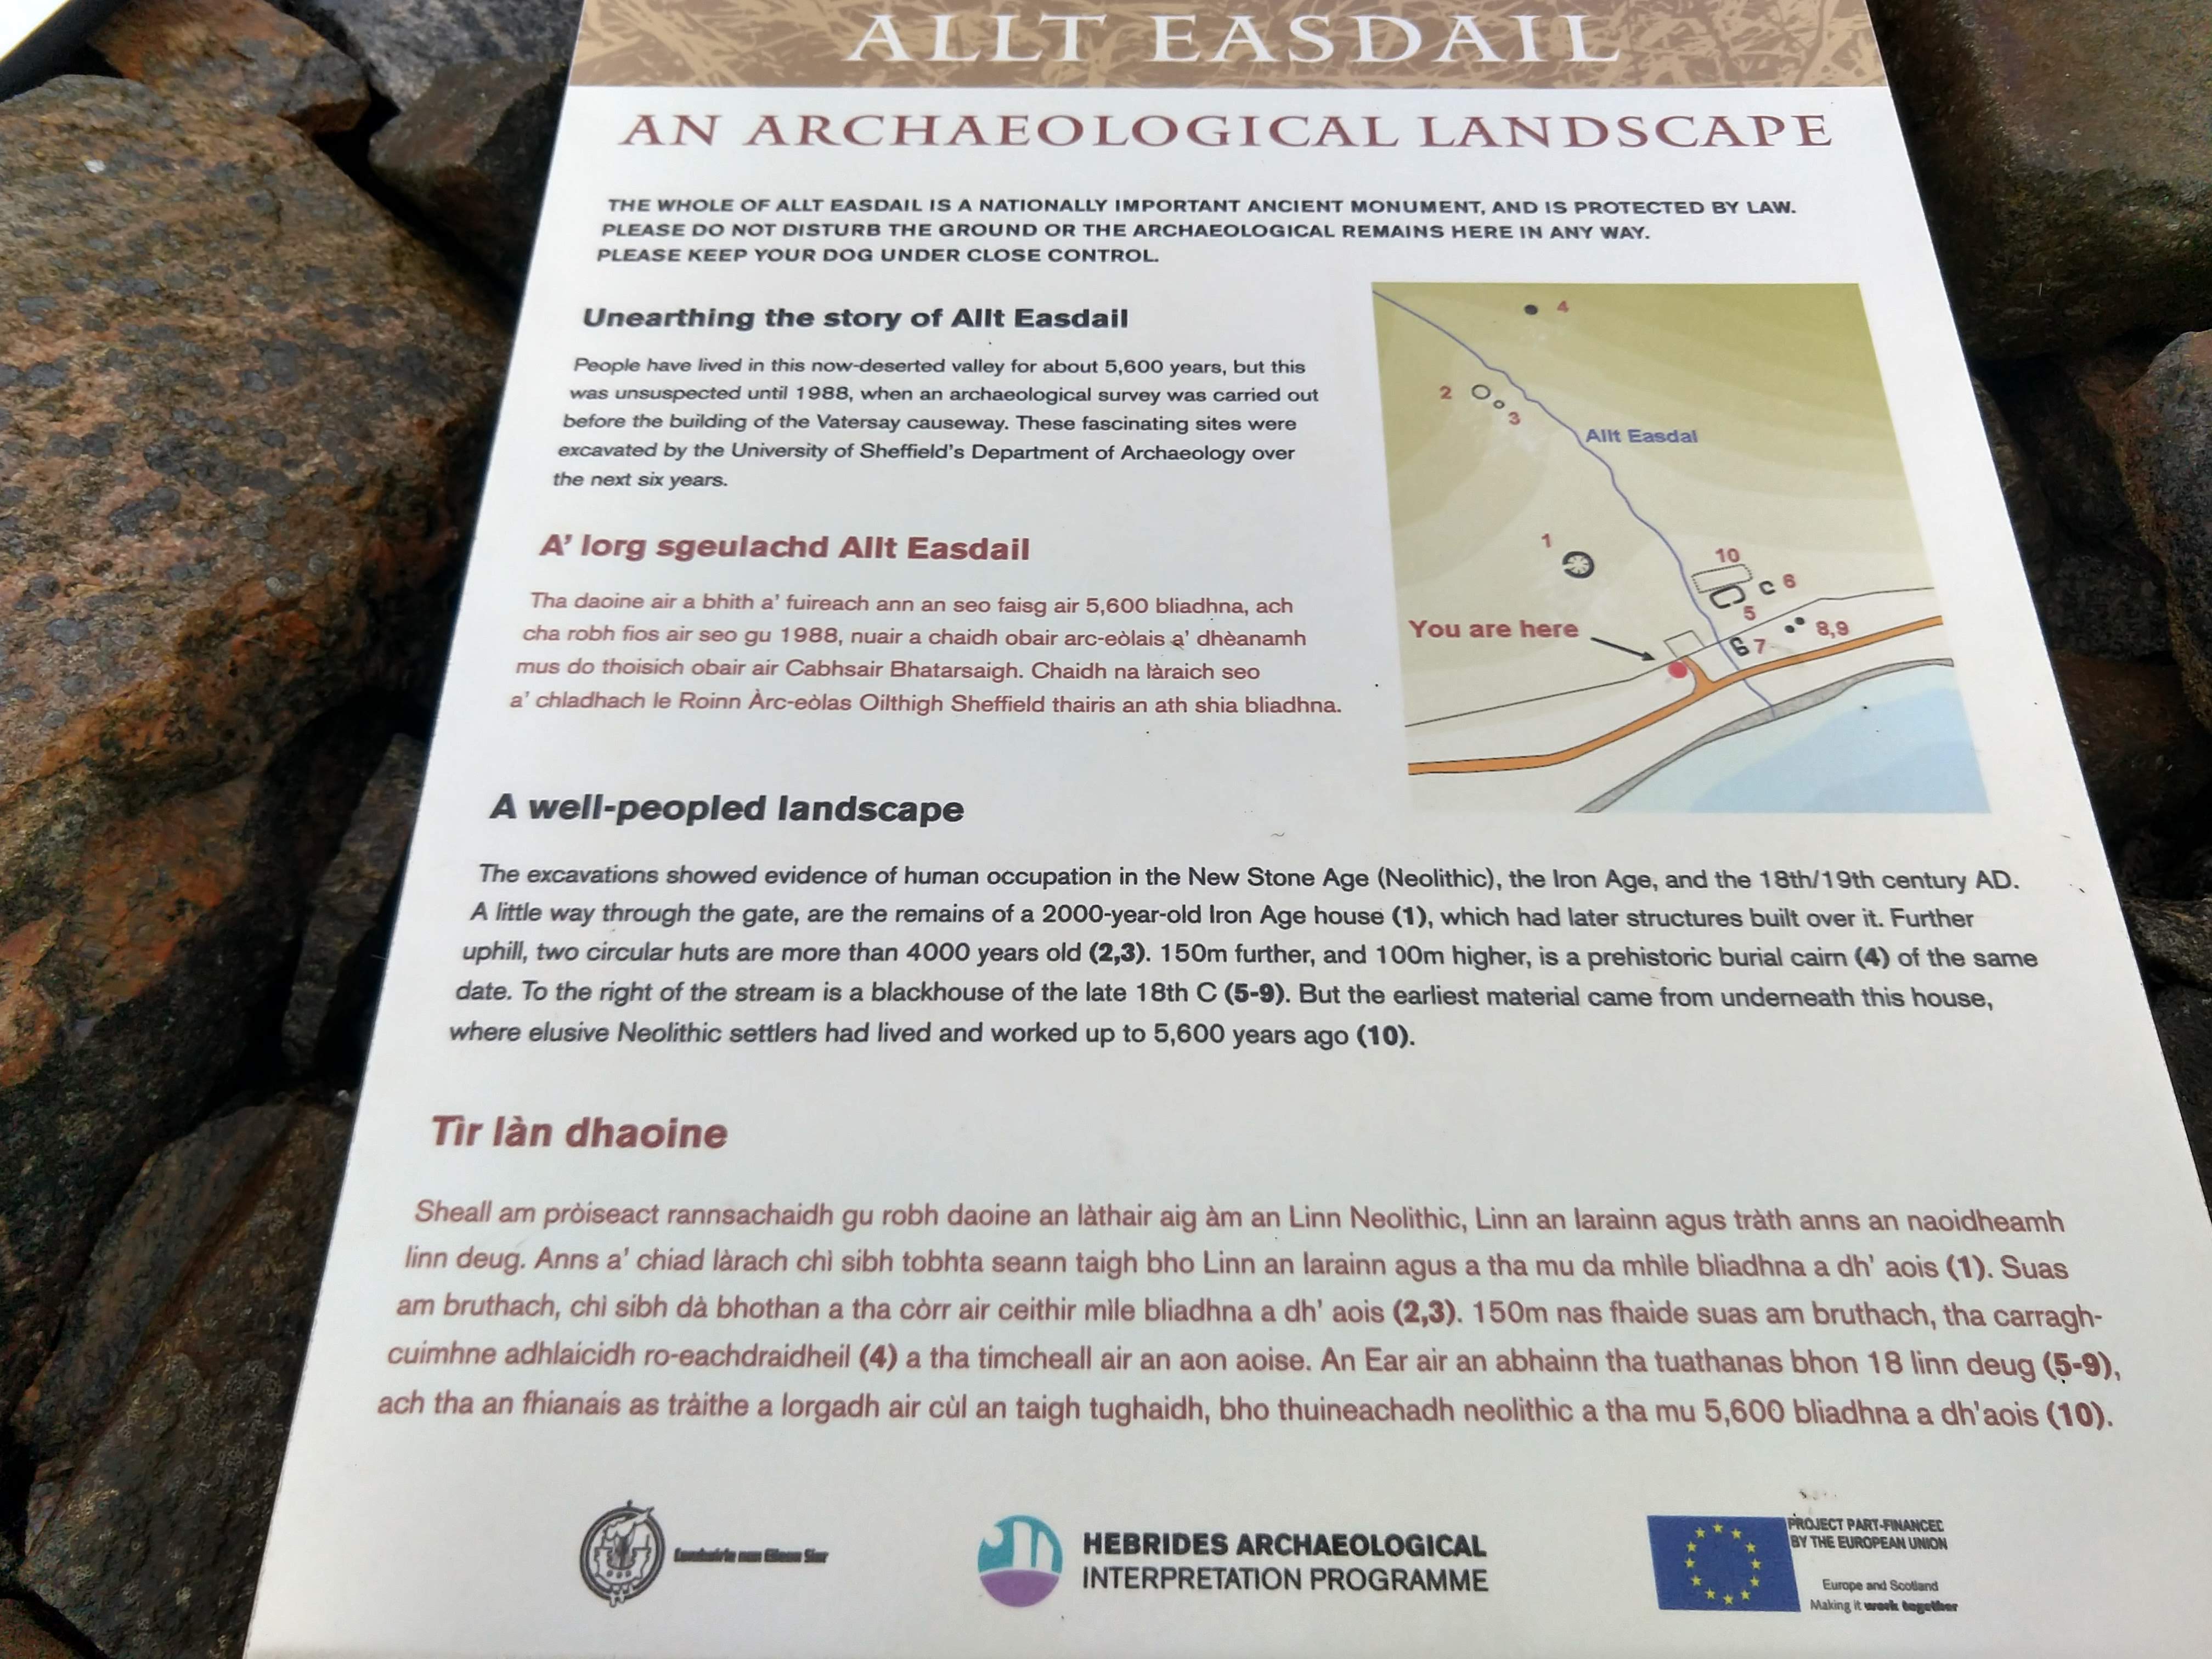 ALLT EASDAIL
AN ARCHAEOLOGICAL LANDSCAPE
THE WHOLE OF ALLT EASDAIL IS A NATIONALLY IMPORTANT ANCIENT MONUMENT, AND IS PROTECTED BY LAW.
PLEASE DO NOT DISTURB THE GROUND OR THE ARCHAEOLOGICAL REMAINS HERE IN ANY WAY.
PLEASE KEEP YOUR DOG UNDER CLOSE CONTROL.
Unearthing the story of Allt Easdail
People have lived in this now-deserted valley for about 5,600 years, but this
was unsuspected until 1988, when an archaeological survey was carried out
before the building of the Vatersay causeway. These fascinating sites were
excavated by the University of Sheffield's Department of Archaeology over
the next six years.
A' lorg sgeulachd Allt Easdail
Tha daoine air a bhith a' fuireach ann an seo faisg air 5,600 bliadhna, ach
cha robh fios air seo gu 1988, nuair a chaidh obair arc-eòlais a' dhèanamh
mus do thoisich obair air Cabhsair Bhatarsaigh. Chaidh na làraich seo
a' chladhach le Roinn Àrc-eòlas Oilthigh Sheffield thairis an ath shia bliadhna.
4
2
3
Allt Easdal
1
10
6
5
You are here
8,9
7
A well-peopled landscape
The excavations showed evidence of human occupation in the New Stone Age (Neolithic), the Iron Age, and the 18th/19th century AD.
A little way through the gate, are the remains of a 2000-year-old Iron Age house (1), which had later structures built over it. Further
uphill, two circular huts are more than 4000 years old (2,3). 150m further, and 100m higher, is a prehistoric burial cairn (4) of the same
date. To the right of the stream is a blackhouse of the late 18th C (5-9). But the earliest material came from underneath this house,
where elusive Neolithic settlers had lived and worked up to 5,600 years ago (10).
Tìr làn dhaoine
Sheall am pròiseact rannsachaidh gu robh daoine an làthair aig àm an Linn Neolithic, Linn an Iarainn agus tràth anns an naoidheamh
linn deug. Anns a' chiad làrach chì sibh tobhta seann taigh bho Linn an Iarainn agus a tha mu da mhìle bliadhna a dh' aois (1). Suas
am bruthach, chì sibh dà bhothan a tha còrr air ceithir mìle bliadhna a dh' aois (2,3). 150m nas fhaide suas am bruthach, tha carragh-
cuimhne adhlaicidh ro-eachdraidheil (4) a tha timcheall air an aon aoise. An Ear air an abhainn tha tuathanas bhon 18 linn deug (5-9),
ach tha an fhianais as tràithe a lorgadh air cùl an taigh tughaidh, bho thuineachadh neolithic a tha mu 5,600 bliadhna a dh'aois (10).
HEBRIDES ARCHAEOLOGICAL
INTERPRETATION PROGRAMME
PROJECT PART-FINANCED
BY THE EUROPEAN UNION
Europe and Scotland
Making it work together